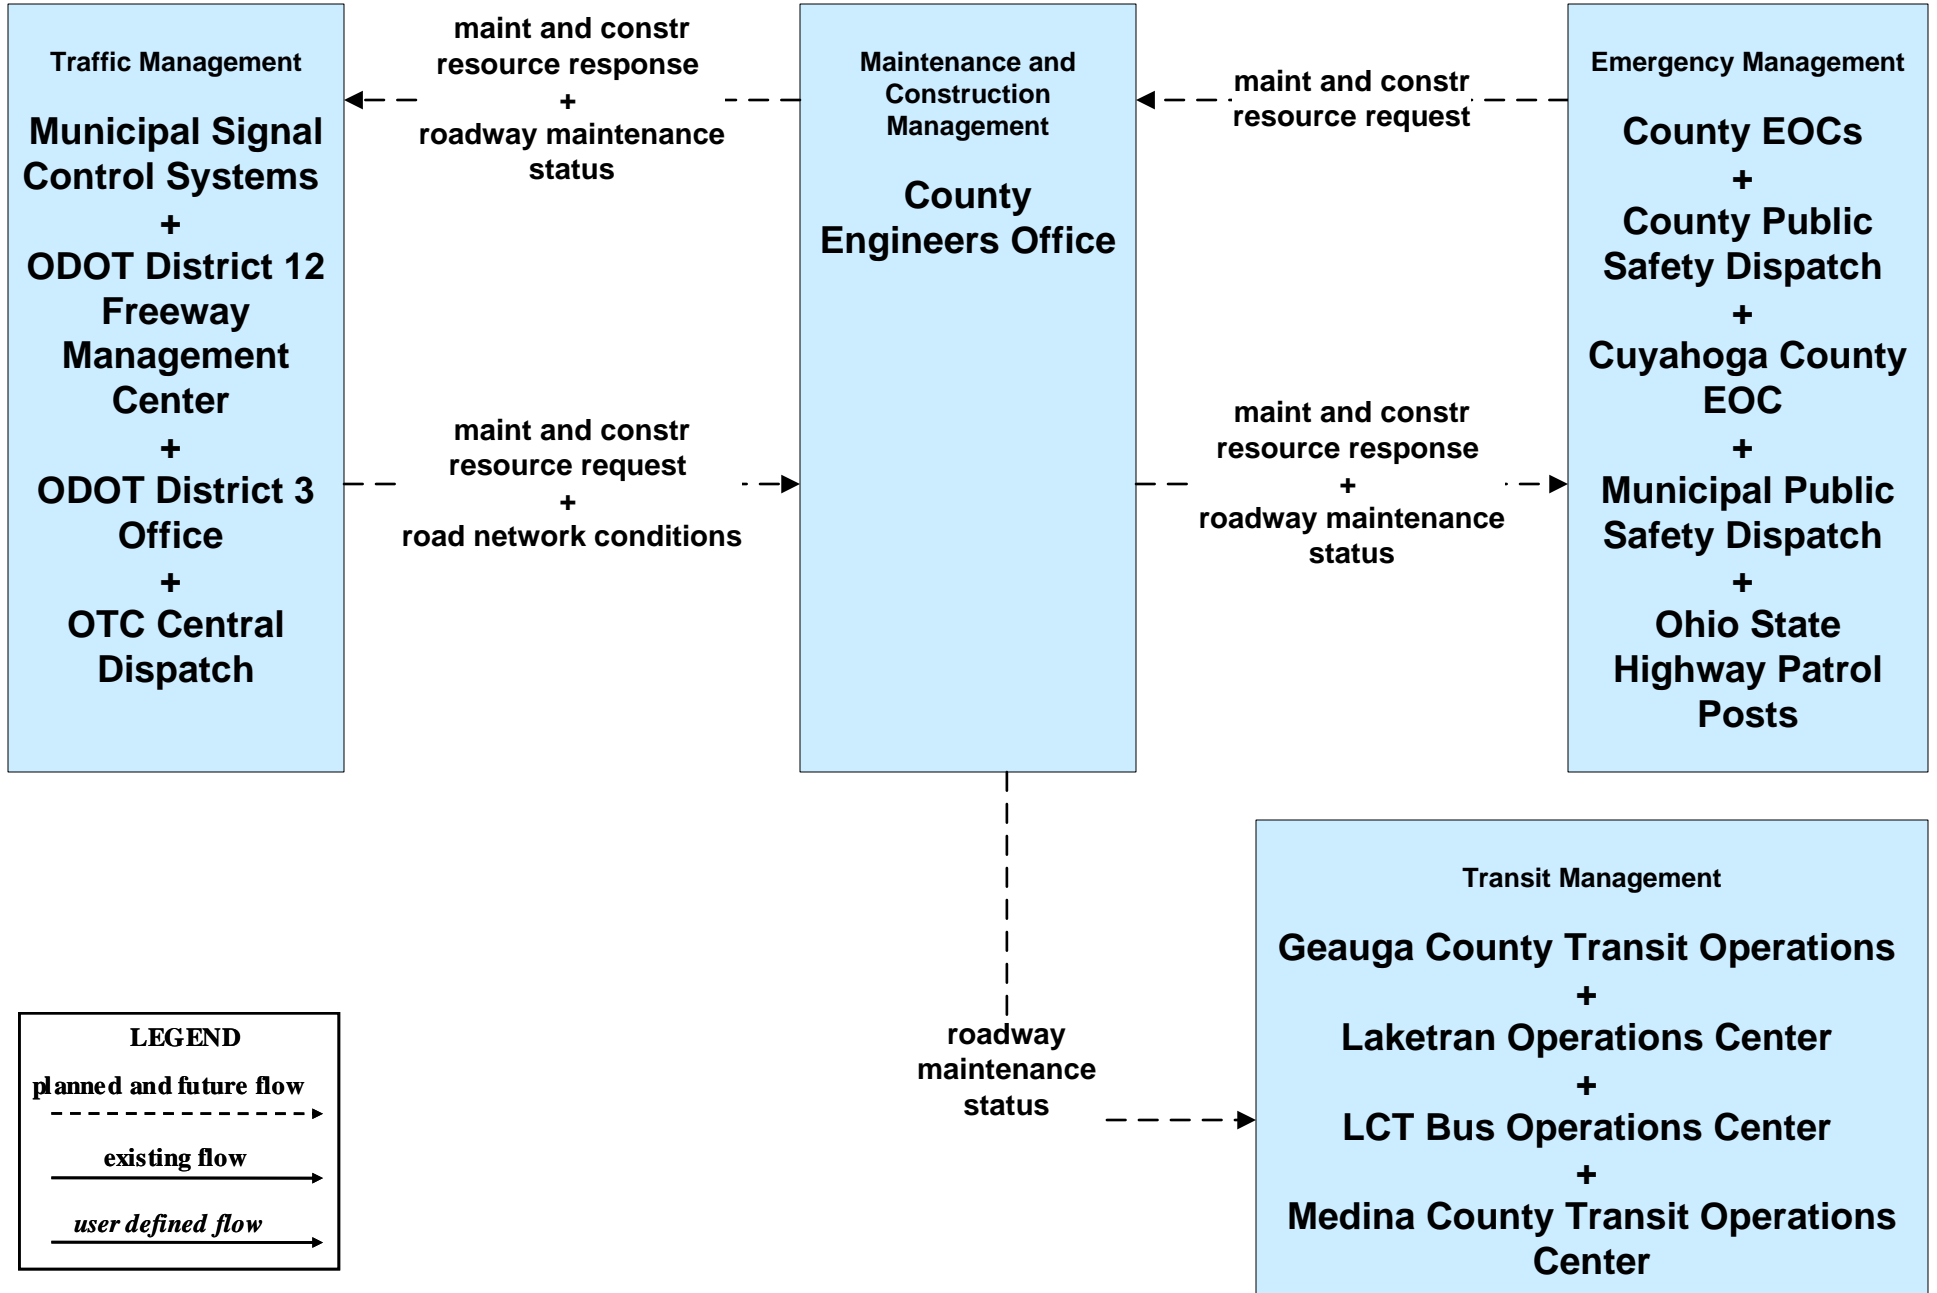 Traffic Management
Municipal Signal
Control Systems
+
ODOT District 12
Freeway
Management
Center
+
ODOT District 3
Office
+
OTC Central
Dispatch
maint and constr
resource response
+
roadway maintenance
status
maint and constr
resource request
+
road network conditions
Maintenance and
Construction
Management
County
Engineers Office
maint and constr
resource request
maint and constr
resource response
+
roadway maintenance
status
Emergency Management
County EOCs
+
County Public
Safety Dispatch
+
Cuyahoga County
EOC
+
Municipal Public
Safety Dispatch
+
Ohio State
Highway Patrol
Posts
roadway
maintenance
status
Transit Management
Geauga County Transit Operations
+
Laketran Operations Center
+
LCT Bus Operations Center
+
Medina County Transit Operations
Center
LEGEND
planned and future flow
existing flow
user defined flow